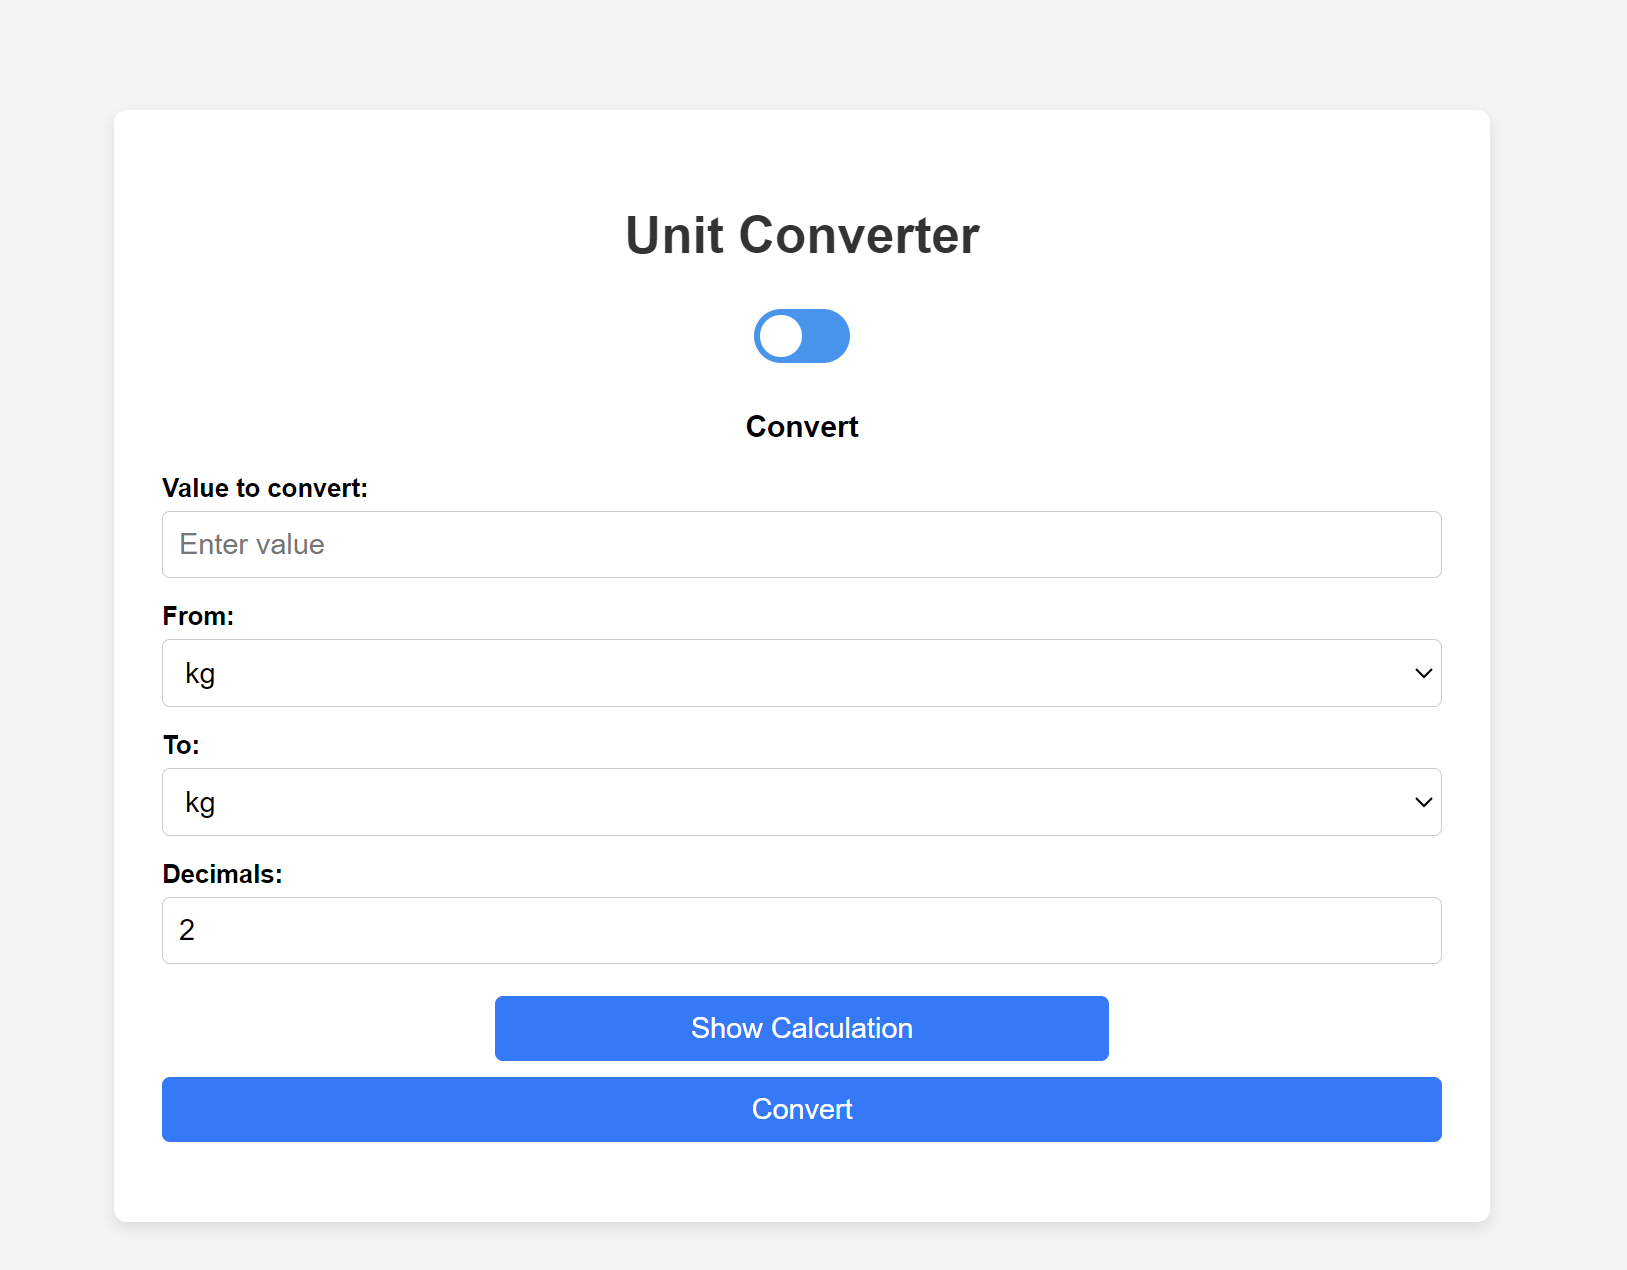 Unit Converter
Convert
Value to convert:
Enter value
From:
kg
To:
kg
Decimals:
2
Show Calculation
Convert